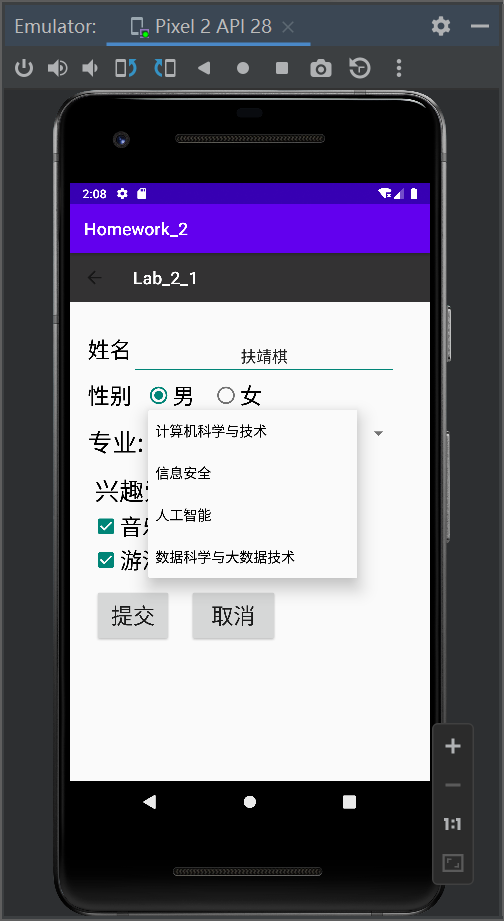 Emulator: Pixel 2 API 28
2:08
Homework_2
Lab_2_1
姓名 扶靖棋
性别 男 女
专业:
计算机科学与技术
信息安全
人工智能
数据科学与大数据技术
兴趣
音
游
提交 取消
1:1